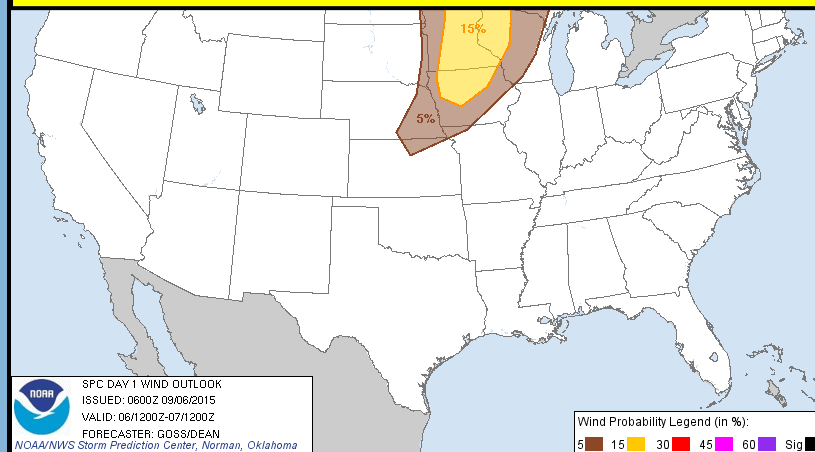 15%
5%
NOAA
SPC DAY 1 WIND OUTLOOK
ISSUED: 0600Z 09/06/2015
VALID: 06/1200Z-07/1200Z
FORECASTER: GOSS/DEAN
NOAA/NWS Storm Prediction Center, Norman, Oklahoma
Wind Probability Legend (in %):
5 15 30 45 60 Sig